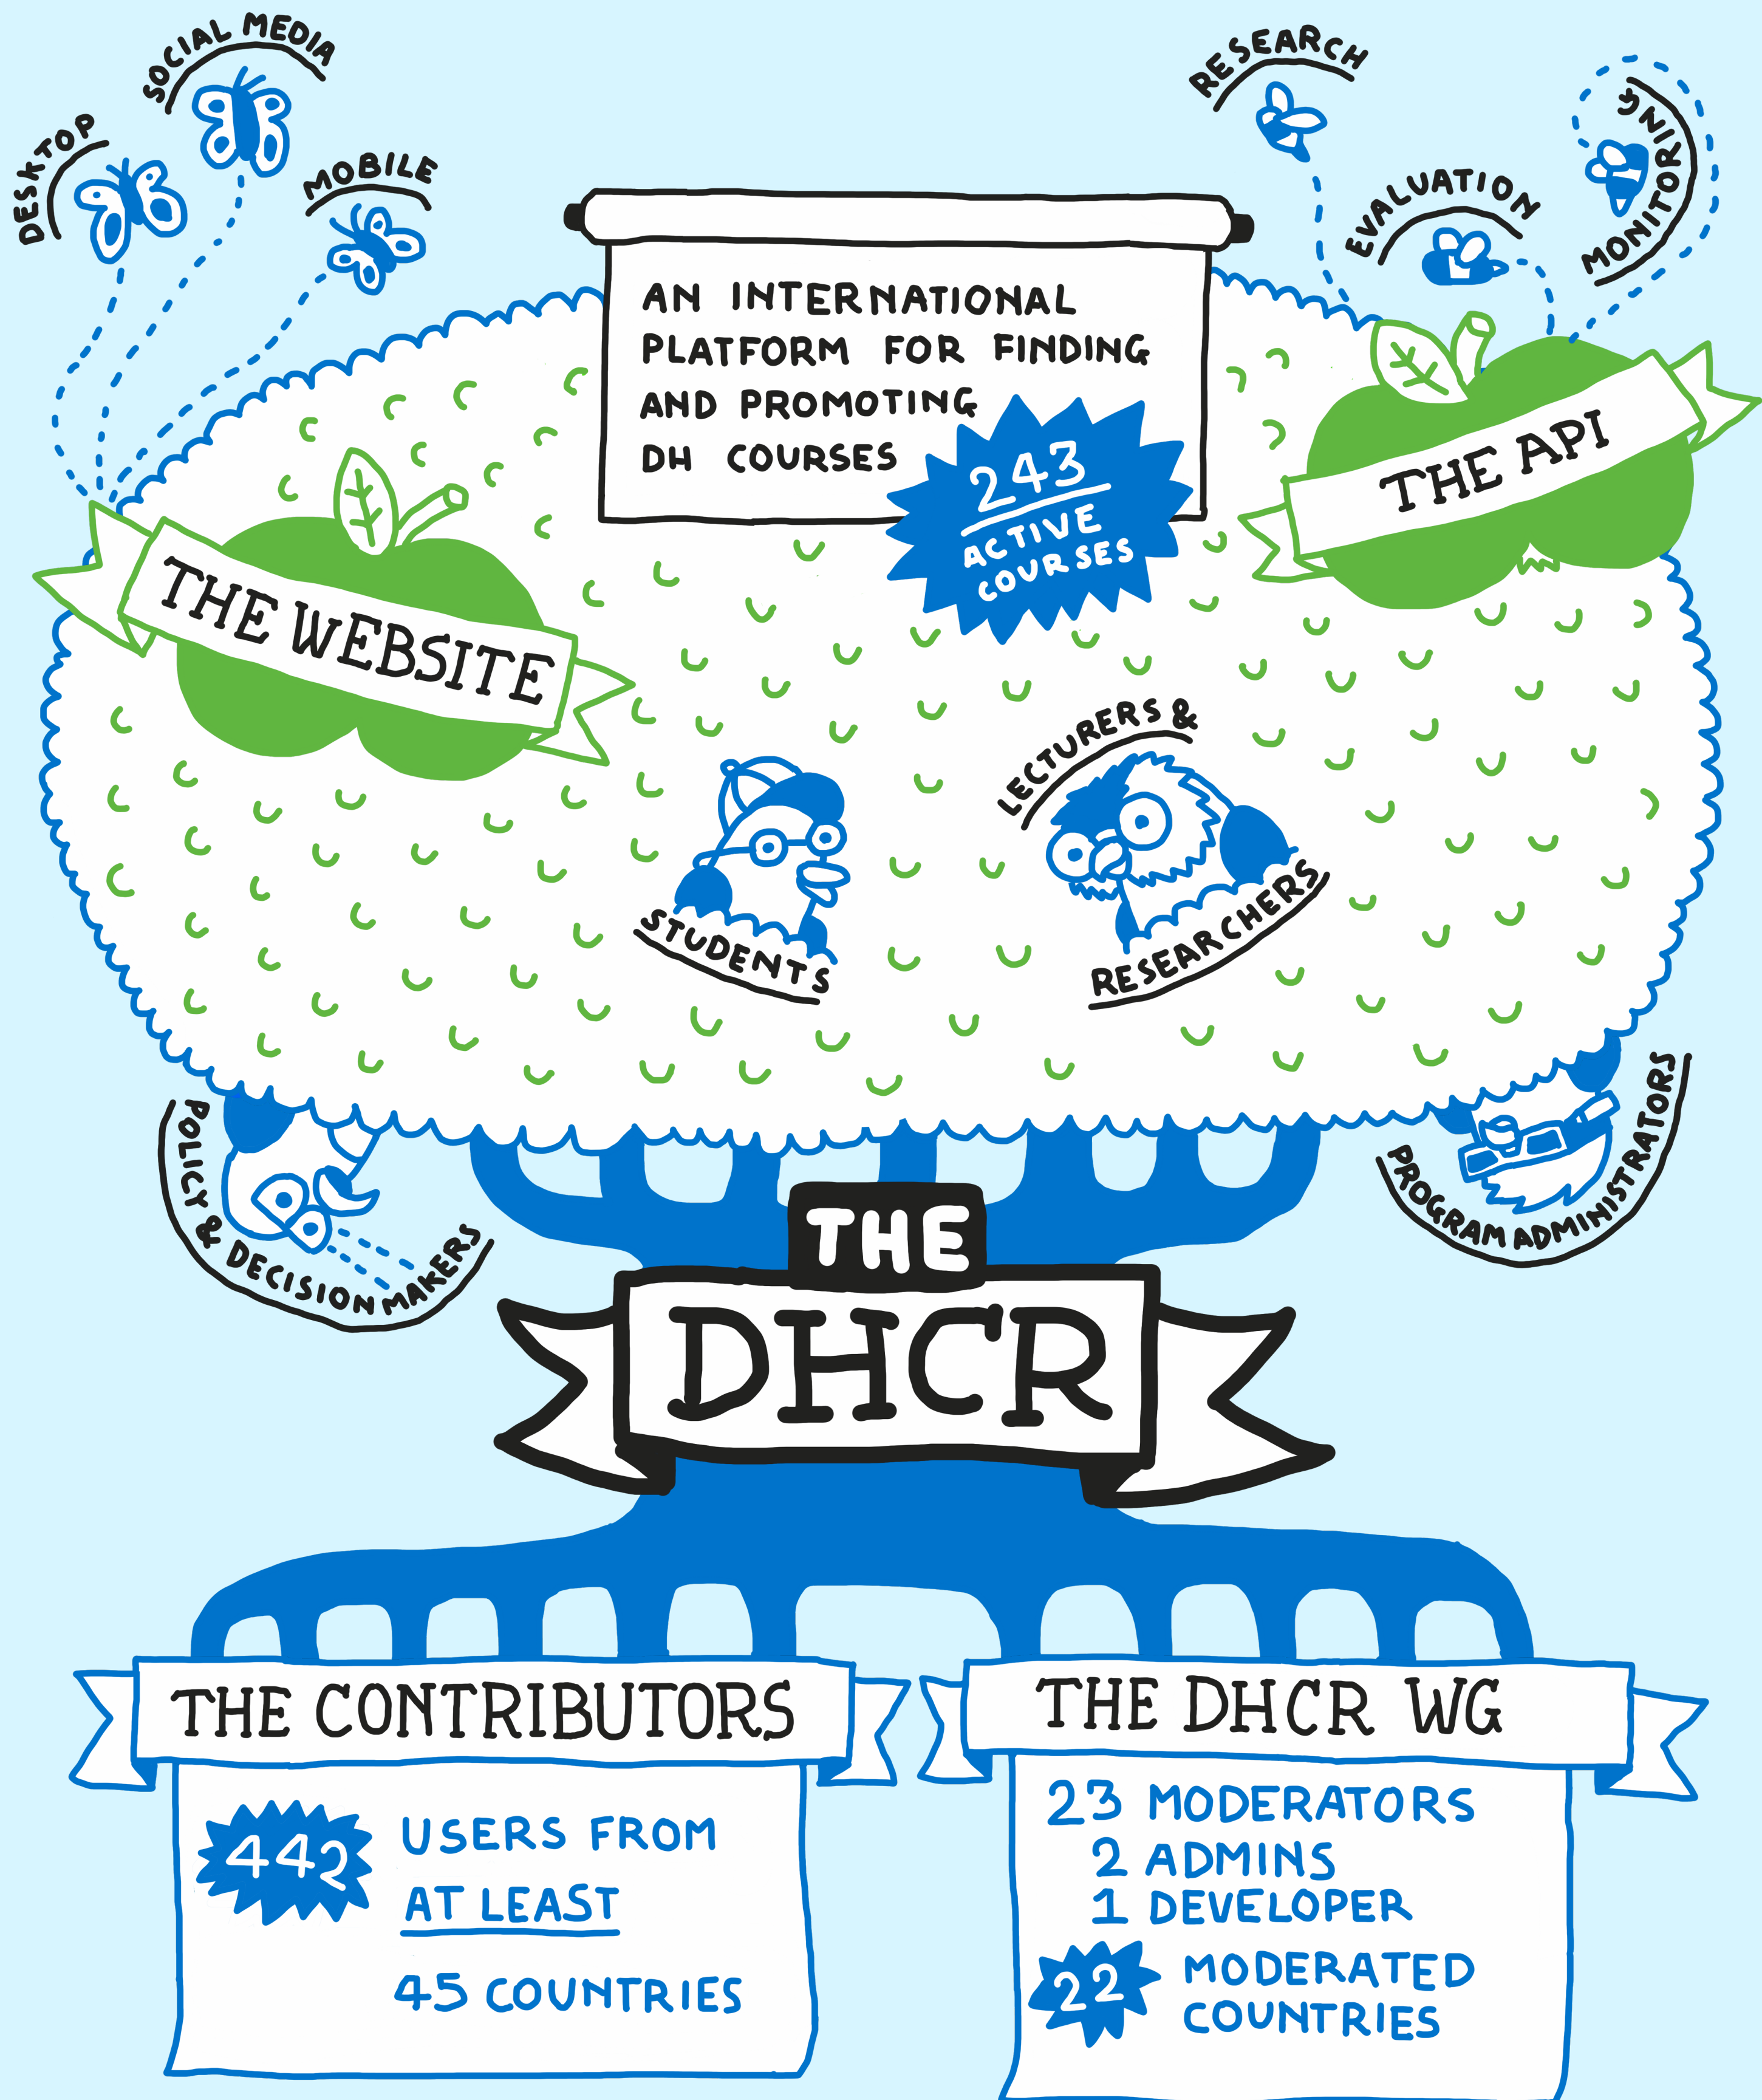 SOCIAL MEDIA
DESKTOP
MOBILE
RESEARCH
EVALUATION
MONITORING
AN INTERNATIONAL
PLATFORM FOR FINDING
AND PROMOTING
DH COURSES
243
ACTIVE
COURSES
THE API
THE WEBSITE
LECTURERS &
RESEARCHERS
STUDENTS
POLICY & DECISION MAKERS
PROGRAM ADMINISTRATORS
THE
DHCR
THE CONTRIBUTORS
442 USERS FROM
AT LEAST
45 COUNTRIES
THE DHCR WG
23 MODERATORS
2 ADMINS
1 DEVELOPER
22 MODERATED
COUNTRIES